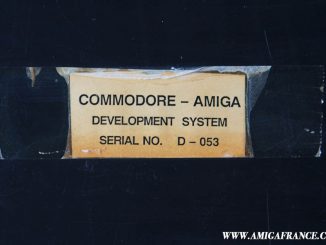 COMMODORE - AMIGA
DEVELOPMENT SYSTEM
SERIAL NO. D - 053
WWW.AMIGAFRANCE.C